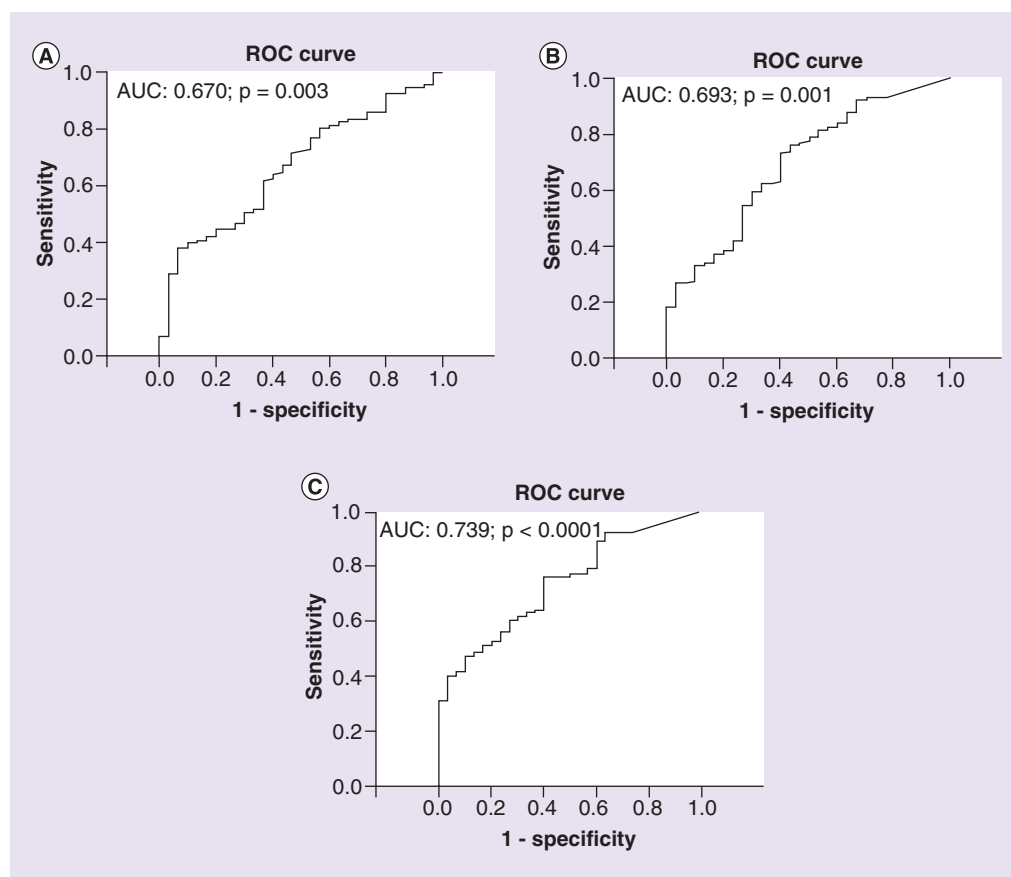 A
ROC curve
AUC: 0.670; p = 0.003
Sensitivity
1.0
0.8
0.6
0.4
0.2
0.0
0.0 0.2 0.4 0.6 0.8 1.0
1 - specificity
B
ROC curve
AUC: 0.693; p = 0.001
Sensitivity
1.0
0.8
0.6
0.4
0.2
0.0
0.0 0.2 0.4 0.6 0.8 1.0
1 - specificity
C
ROC curve
AUC: 0.739; p < 0.0001
Sensitivity
1.0
0.8
0.6
0.4
0.2
0.0
0.0 0.2 0.4 0.6 0.8 1.0
1 - specificity